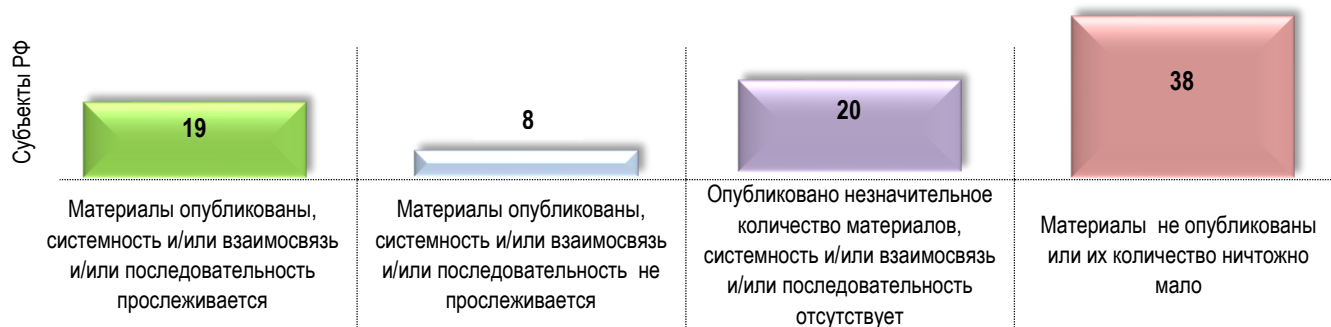 Субъекты РФ
19
8
20
38
Материалы опубликованы,
системность и/или взаимосвязь
и/или последовательность
прослеживается
Материалы опубликованы,
системность и/или взаимосвязь
и/или последовательность не
прослеживается
Опубликовано незначительное
количество материалов,
системность и/или взаимосвязь
и/или последовательность
отсутствует
Материалы не опубликованы
или их количество ничтожно
мало